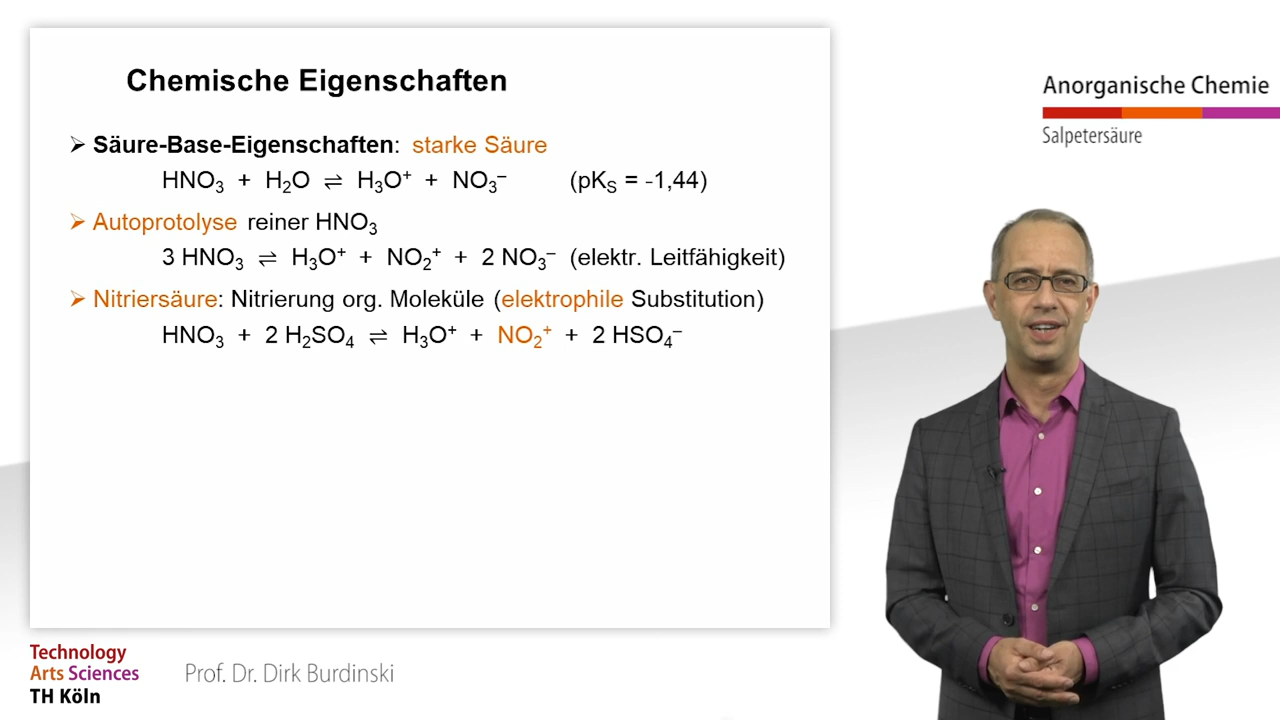 Chemische Eigenschaften
Anorganische Chemie
Salpetersäure
➢ Säure-Base-Eigenschaften: starke Säure
HNO₃ + H₂O ⇌ H₃O⁺ + NO₃⁻ (pKS = -1,44)
➢ Autoprotolyse reiner HNO₃
3 HNO₃ ⇌ H₃O⁺ + NO₂⁺ + 2 NO₃⁻ (elektr. Leitfähigkeit)
➢ Nitriersäure: Nitrierung org. Moleküle (elektrophile Substitution)
HNO₃ + 2 H₂SO₄ ⇌ H₃O⁺ + NO₂⁺ + 2 HSO₄⁻
Technology
Arts Sciences
TH Köln
Prof. Dr. Dirk Burdinski